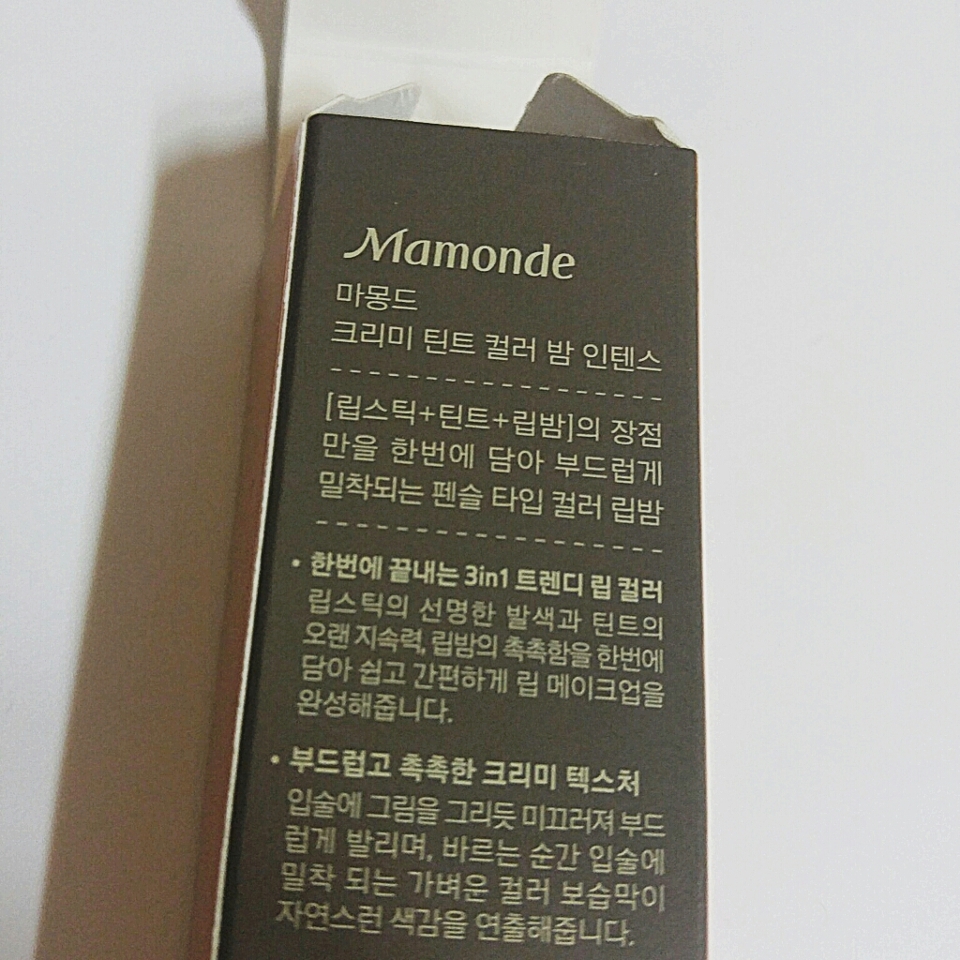 Mamonde
마몽드
크리미 틴트 컬러 밤 인텐스
[립스틱+틴트+립밤]의 장점
만을 한번에 담아 부드럽게
밀착되는 펜슬 타입 컬러 립밤
• 한번에 끝내는 3in1 트렌디 립 컬러
립스틱의 선명한 발색과 틴트의
오랜 지속력, 립밤의 촉촉함을 한번에
담아 쉽고 간편하게 립 메이크업을
완성해줍니다.
• 부드럽고 촉촉한 크리미 텍스처
입술에 그림을 그리듯 미끄러져 부드
럽게 발리며, 바르는 순간 입술에
밀착 되는 가벼운 컬러 보습막이
자연스런 색감을 연출해줍니다.